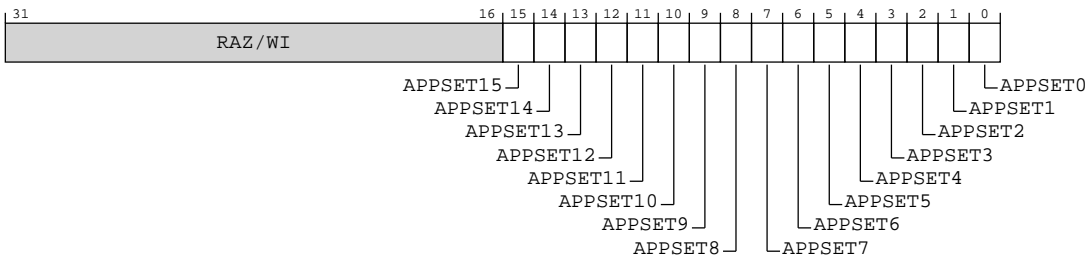 31 16 15 14 13 12 11 10 9 8 7 6 5 4 3 2 1 0
RAZ/WI
APPSET15 APPSET0
APPSET14 APPSET1
APPSET13 APPSET2
APPSET12 APPSET3
APPSET11 APPSET4
APPSET10 APPSET5
APPSET9 APPSET6
APPSET8 APPSET7